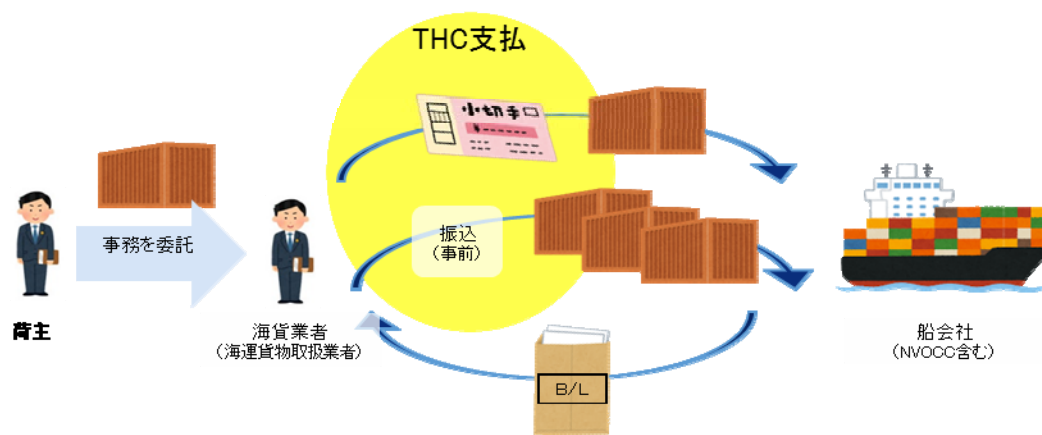 THC支払
小切手
事務を委託
振込
(事前)
荷主
海貨業者
(海運貨物取扱業者)
船会社
(NVOCC含む)
B/L